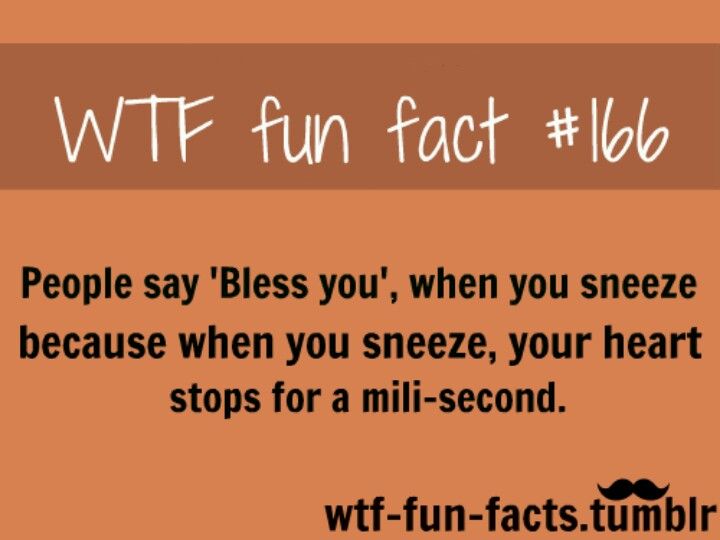 WTF fun fact #166
People say 'Bless you', when you sneeze
because when you sneeze, your heart
stops for a mili-second.
wtf-fun-facts.tumblr